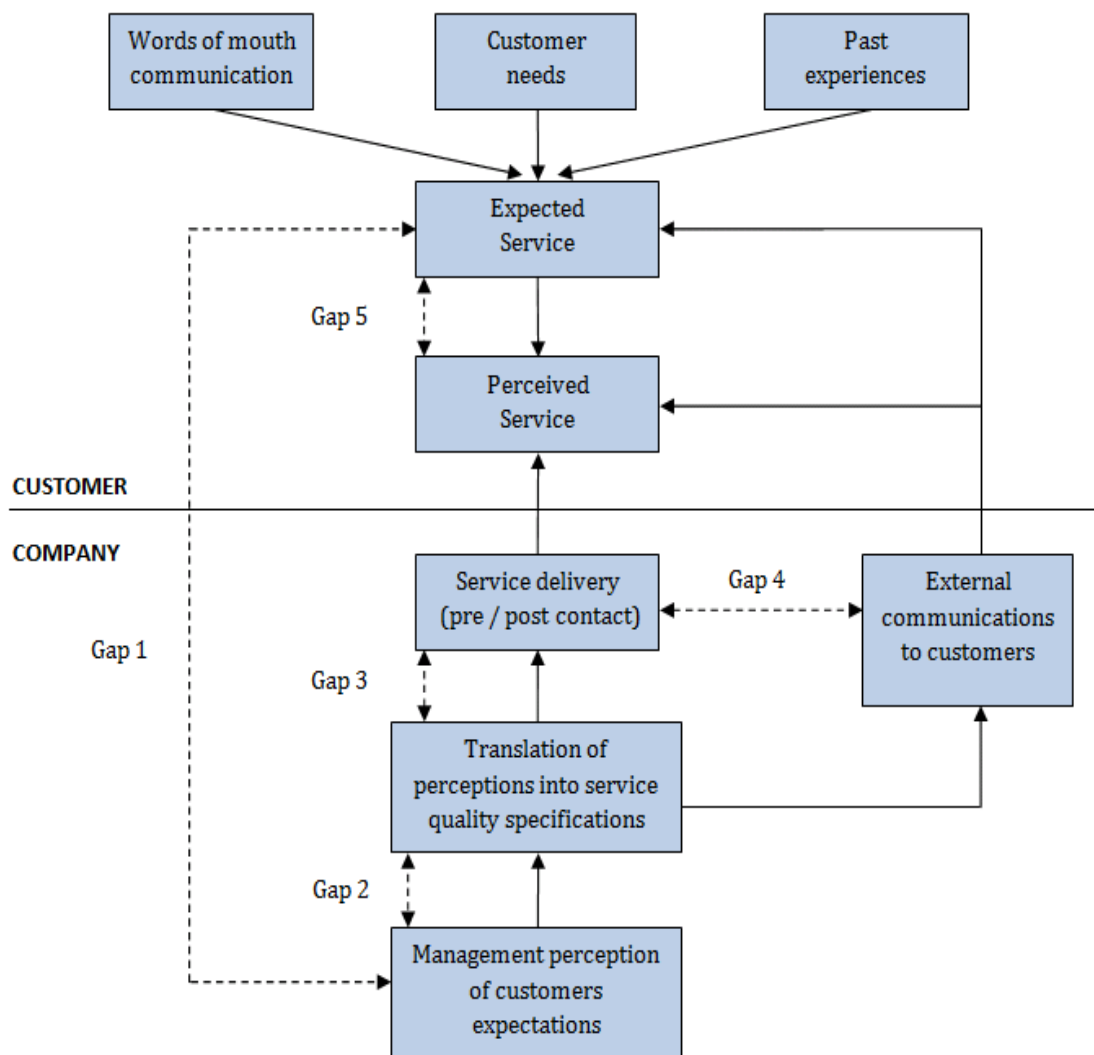 Words of mouth
communication
Customer
needs
Past
experiences
Expected
Service
Gap 5
Perceived
Service
CUSTOMER
COMPANY
Service delivery
(pre / post contact)
Gap 4
External
communications
to customers
Gap 1
Gap 3
Translation of
perceptions into service
quality specifications
Gap 2
Management perception
of customers
expectations